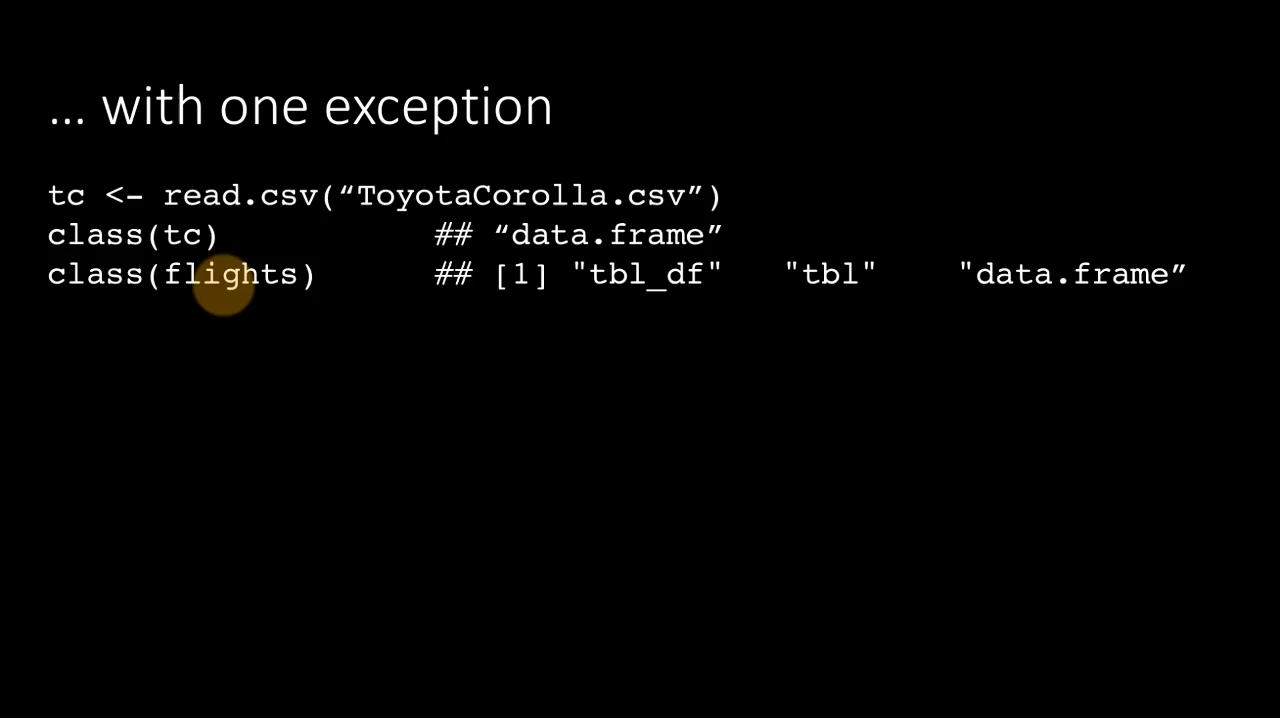 ... with one exception
tc <- read.csv(“ToyotaCorolla.csv”)
class(tc) ## “data.frame”
class(flights) ## [1] "tbl_df" "tbl" "data.frame”